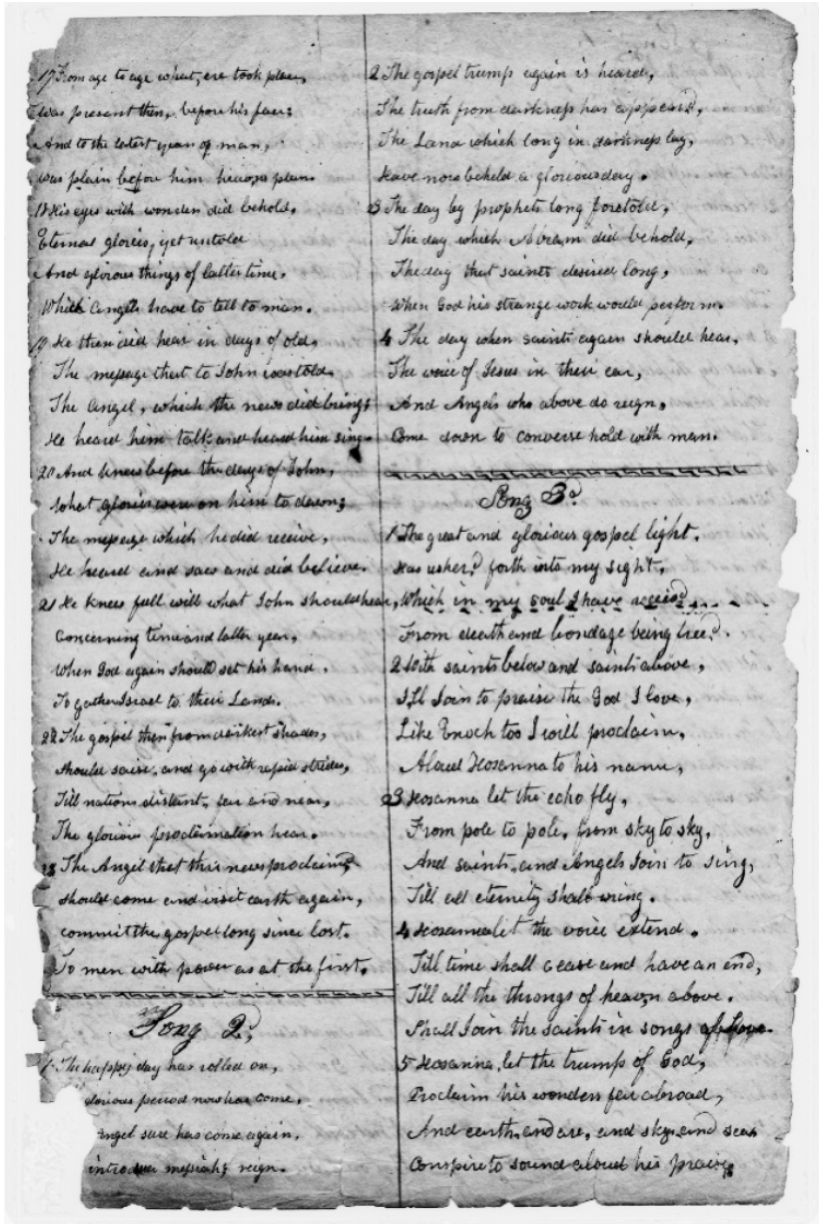 17 From age to age whatere took place,
was present then, before his face;
And to the latest year of man,
was plain before him heavens plan.
18 His eyes with wonder did behold,
Eternal glories, yet untold
And glorious things of latter time,
Which Angels have to tell to man.
19 He then did hear in days of old,
The message that to John was told
The Angel, which the news did bring;
He heard him talk and heard him sing.
20 And knew before the days of John,
What glories were on him to dawn;
The message which he did receive,
He heard and saw and did believe.
21 He knew full will what John should hear,
Concerning time and latter year,
When God again should set his hand.
To gather Israel to their Land.
22 The gospel then from darkest shades,
should raise, and go with rapid strides,
Till nations distant, far and near,
The glorious proclamation hear.
23 The Angel that this news proclaim,
should come and visit earth again,
commit the gospel long since lost.
To men with power as at the first.
Song 2d,
1 The happy day has rolled on,
glorious period now has come,
Angel sure has come again,
introduce messiah's reign.
2 The gospel trump again is heard,
The truth from darkness has appear'd,
The Land which long in darkness lay,
Have now beheld a glorious day.
3 The day by prophets long foretold,
The day which Abram did behold,
The day that saints desired long,
When God his strange work would perform.
4 The day when saints again should hear,
The voice of Jesus in their ear,
And Angels who above do reign,
Come down to converse hold with man.
Song 3d
1 The great and glorious gospel light,
Has usher'd forth into my sight,
Which in my soul I have receiv'd
From death and bondage being free'd.
2 With saints below and saints above,
I'll Join to praise the God I love,
Like Enoch too I will proclaim,
Aloud Hosanna to his name,
3 Hosanna let the echo fly,
From pole to pole, from sky to sky,
And saints, and Angels Join to sing,
Till all eternity shall wring.
4 Hosanna let the voice extend.
Till time shall cease and have an end,
Till all the throngs of heaven above.
Shall Join the saints in songs of Love.
5 Hosanna, let the trump of God,
Proclaim his wonders far abroad,
And earth, and air, and sky, and seas
Conspire to sound aloud his praise